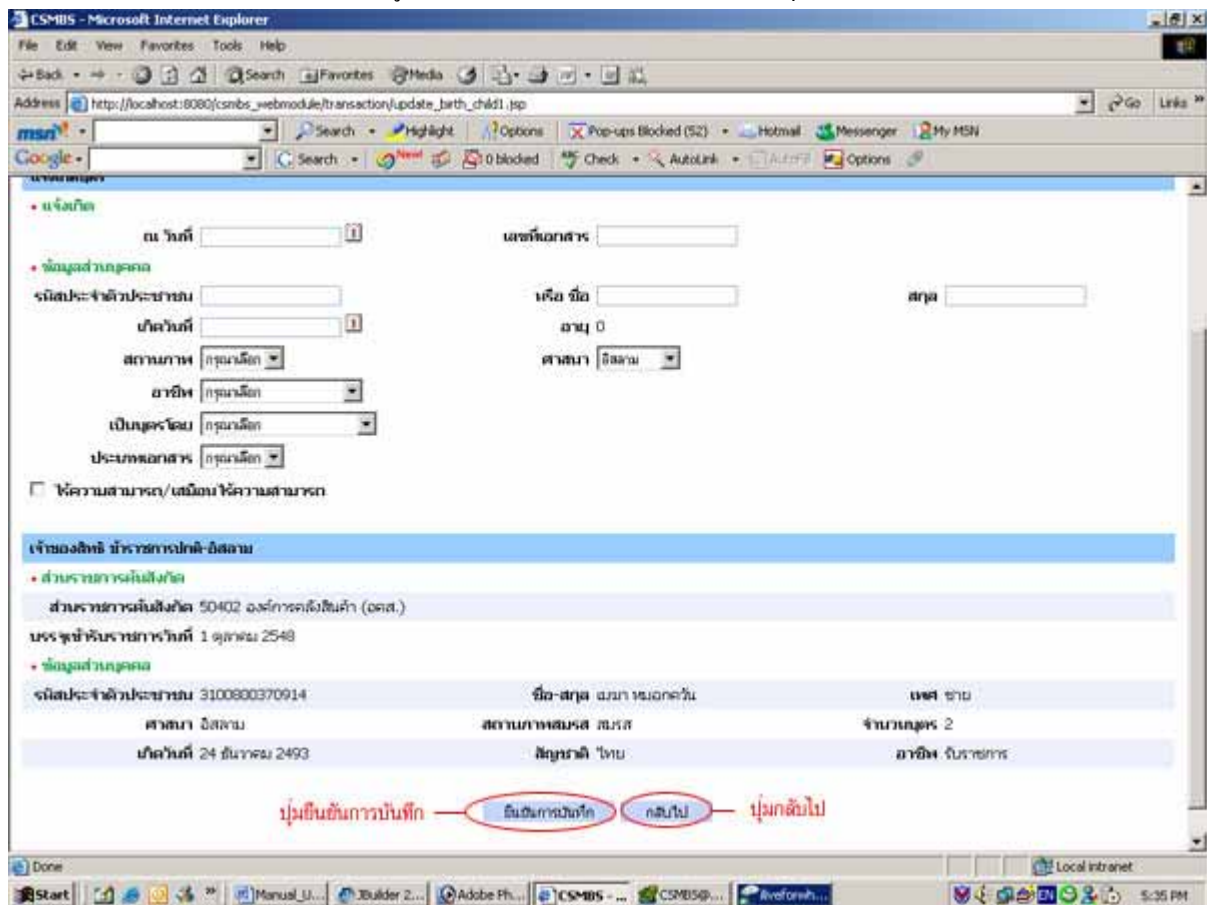 CSMBS - Microsoft Internet Explorer
File Edit View Favorites Tools Help
Back Search Favorites Media
Address http://localhost:8080/csmbs_webmodule/transaction/update_birth_child1.jsp Go Links »
msn Search Highlight Options Pop-ups Blocked (52) Hotmail Messenger My MSN
Google Search New! 0 blocked Check AutoLink AutoFill Options
แจ้งเกิดบุตร
• แจ้งเกิด
ณ วันที่ เลขที่เอกสาร
• ข้อมูลส่วนบุคคล
รหัสประจำตัวประชาชน หรือ ชื่อ สกุล
เกิดวันที่ อายุ 0
สถานภาพ กรุณาเลือก ศาสนา อิสลาม
อาชีพ กรุณาเลือก
เป็นบุตรโดย กรุณาเลือก
ประเภทเอกสาร กรุณาเลือก
ไร้ความสามารถ/เสมือนไร้ความสามารถ
เจ้าของสิทธิ ข้าราชการปกติ-อิสลาม
• ส่วนราชการต้นสังกัด
ส่วนราชการต้นสังกัด 50402 องค์การคลังสินค้า (อคส.)
บรรจุเข้ารับราชการวันที่ 1 ตุลาคม 2548
• ข้อมูลส่วนบุคคล
รหัสประจำตัวประชาชน 3100800370914 ชื่อ-สกุล หมอกควัน เพศ ชาย
ศาสนา อิสลาม สถานภาพสมรส สมรส จำนวนบุตร 2
เกิดวันที่ 24 ธันวาคม 2493 สัญชาติ ไทย อาชีพ รับราชการ
ปุ่มยืนยันการบันทึก ยืนยันการบันทึก กลับไป ปุ่มกลับไป
Done Local intranet
Start » Manual_U... JBuilder 2... Adobe Ph... CSMBS - ... CSMBS@... EN 5:35 PM